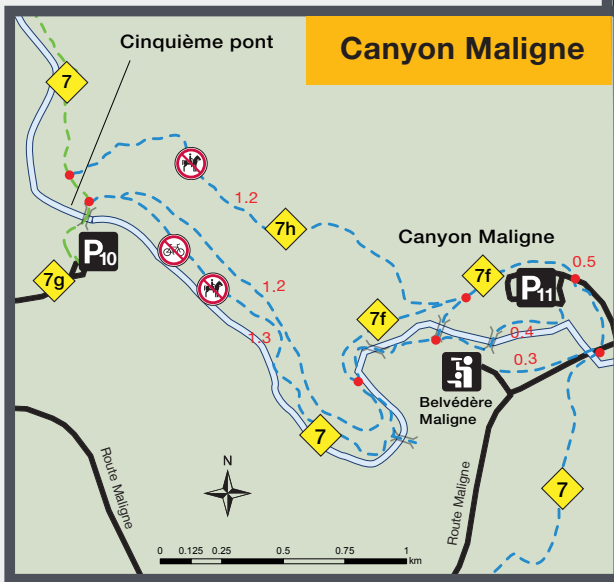 Canyon Maligne
Cinquième pont
7
1.2
7h
Canyon Maligne
P10
7g
7f
0.5
P11
1.2
7f
0.4
1.3
0.3
Belvédère
Maligne
7
7
Route Maligne
Route Maligne
N
0 0.125 0.25 0.5 0.75 1
km